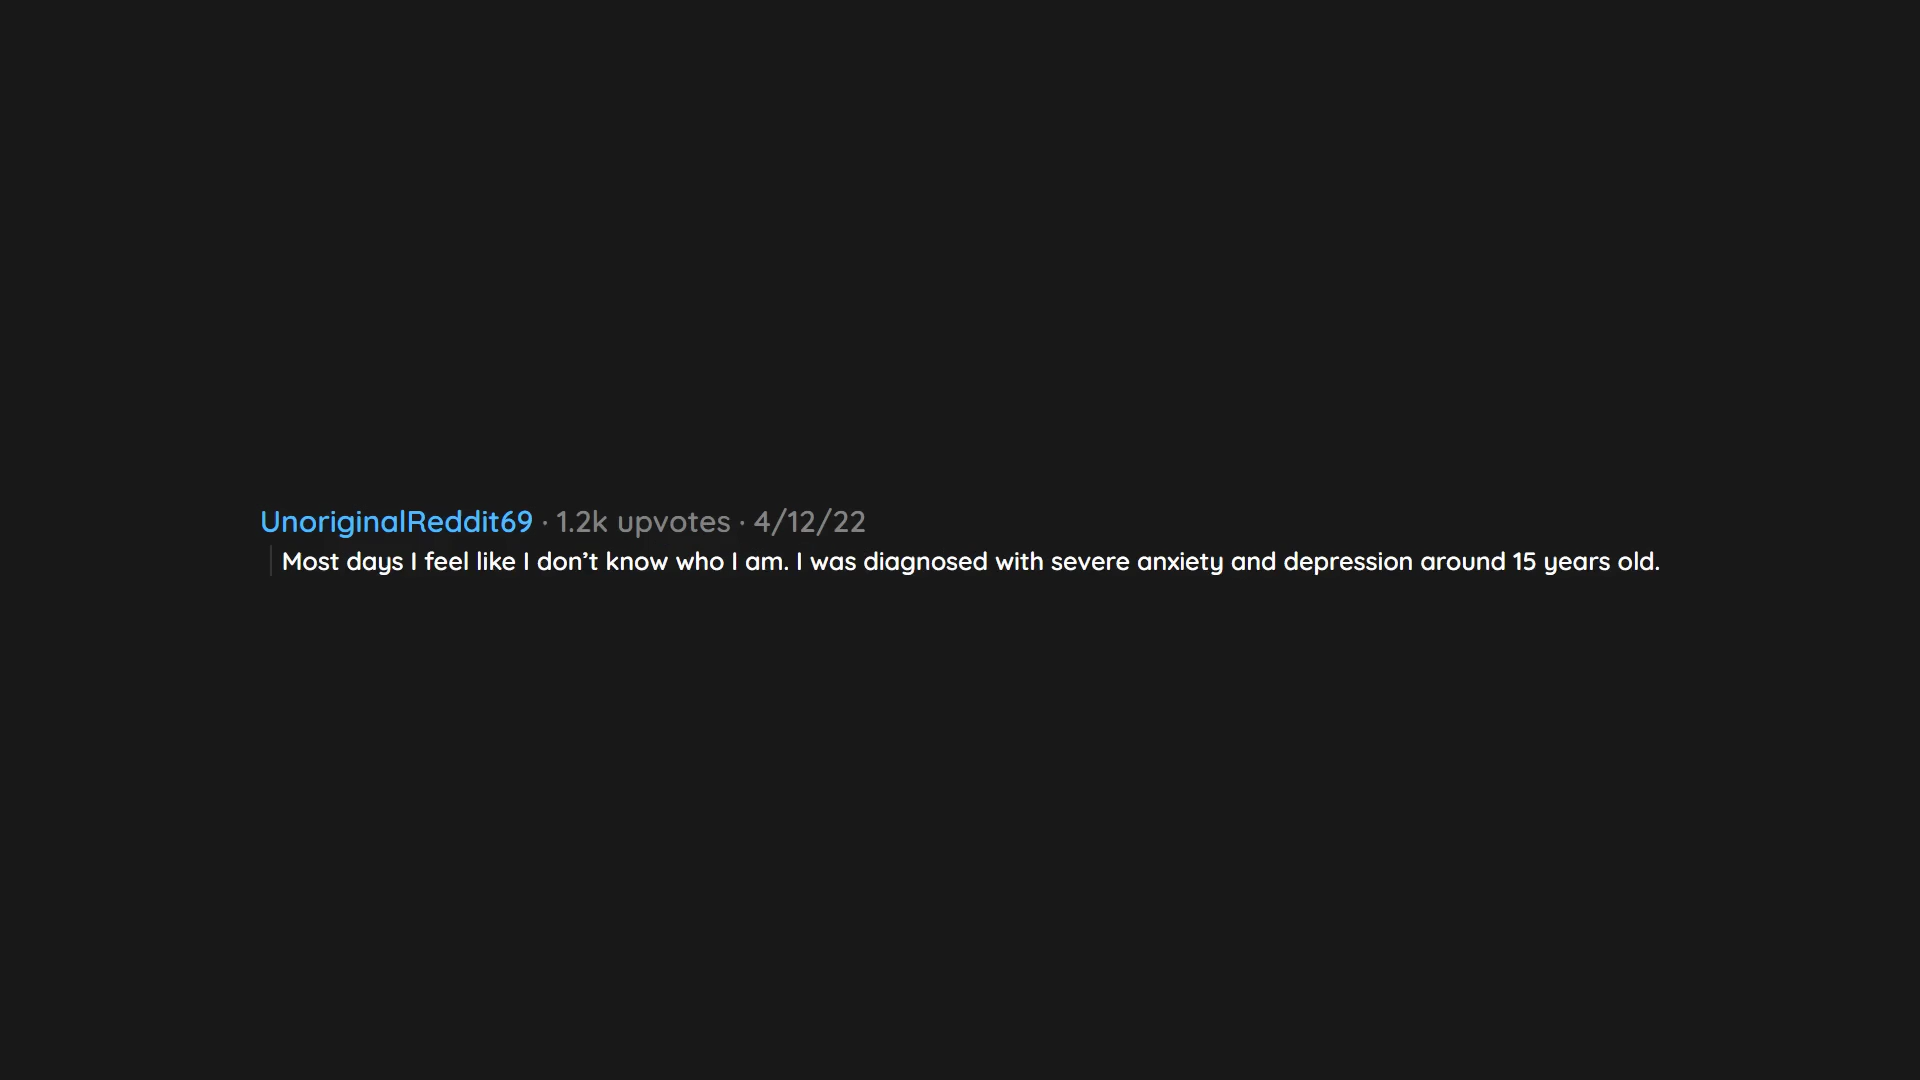 UnoriginalReddit69 · 1.2k upvotes · 4/12/22
Most days I feel like I don’t know who I am. I was diagnosed with severe anxiety and depression around 15 years old.